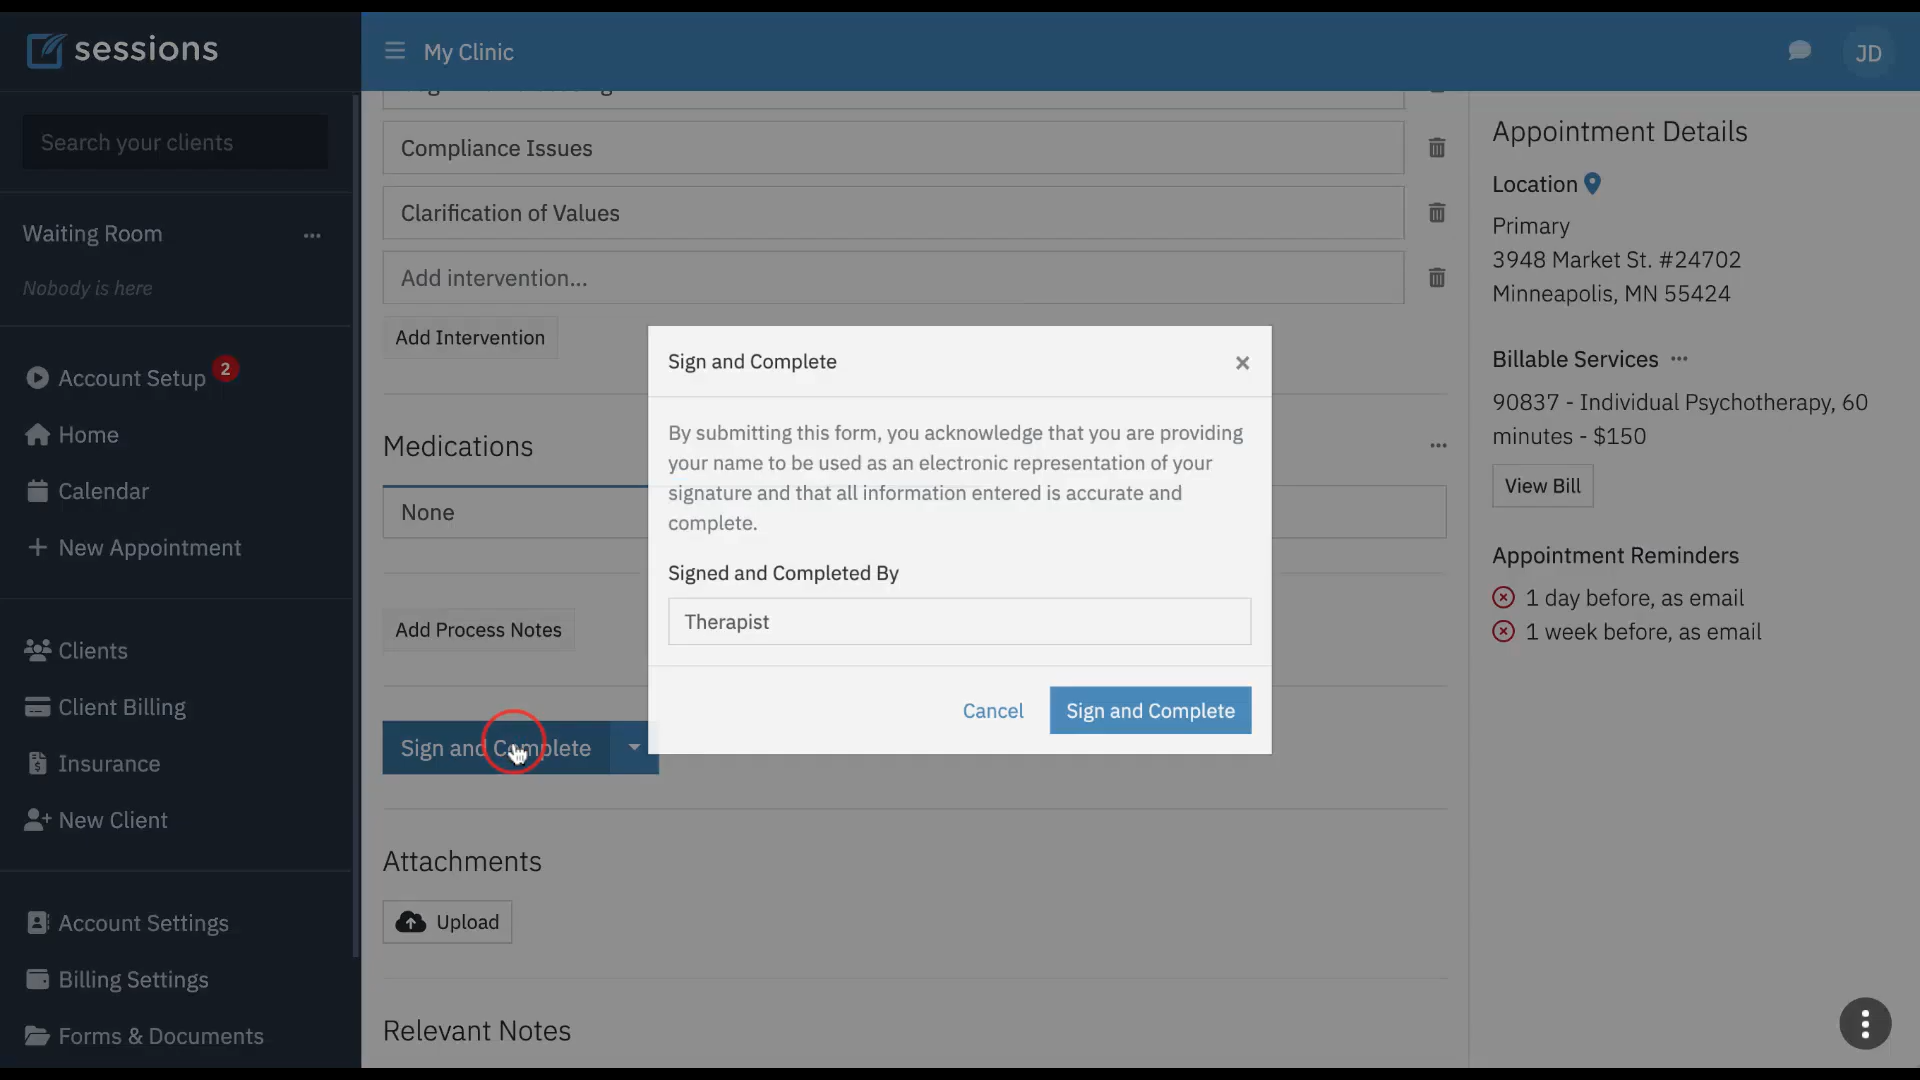 sessions
My Clinic
JD
Search your clients
Waiting Room
Nobody is here
Account Setup 2
Home
Calendar
New Appointment
Clients
Client Billing
Insurance
New Client
Account Settings
Billing Settings
Forms & Documents
Compliance Issues
Clarification of Values
Add intervention...
Add Intervention
Medications
None
Add Process Notes
Sign and Complete
Attachments
Upload
Relevant Notes
Sign and Complete
By submitting this form, you acknowledge that you are providing
your name to be used as an electronic representation of your
signature and that all information entered is accurate and
complete.
Signed and Completed By
Therapist
Cancel
Sign and Complete
Appointment Details
Location
Primary
3948 Market St. #24702
Minneapolis, MN 55424
Billable Services
90837 - Individual Psychotherapy, 60
minutes - $150
View Bill
Appointment Reminders
1 day before, as email
1 week before, as email